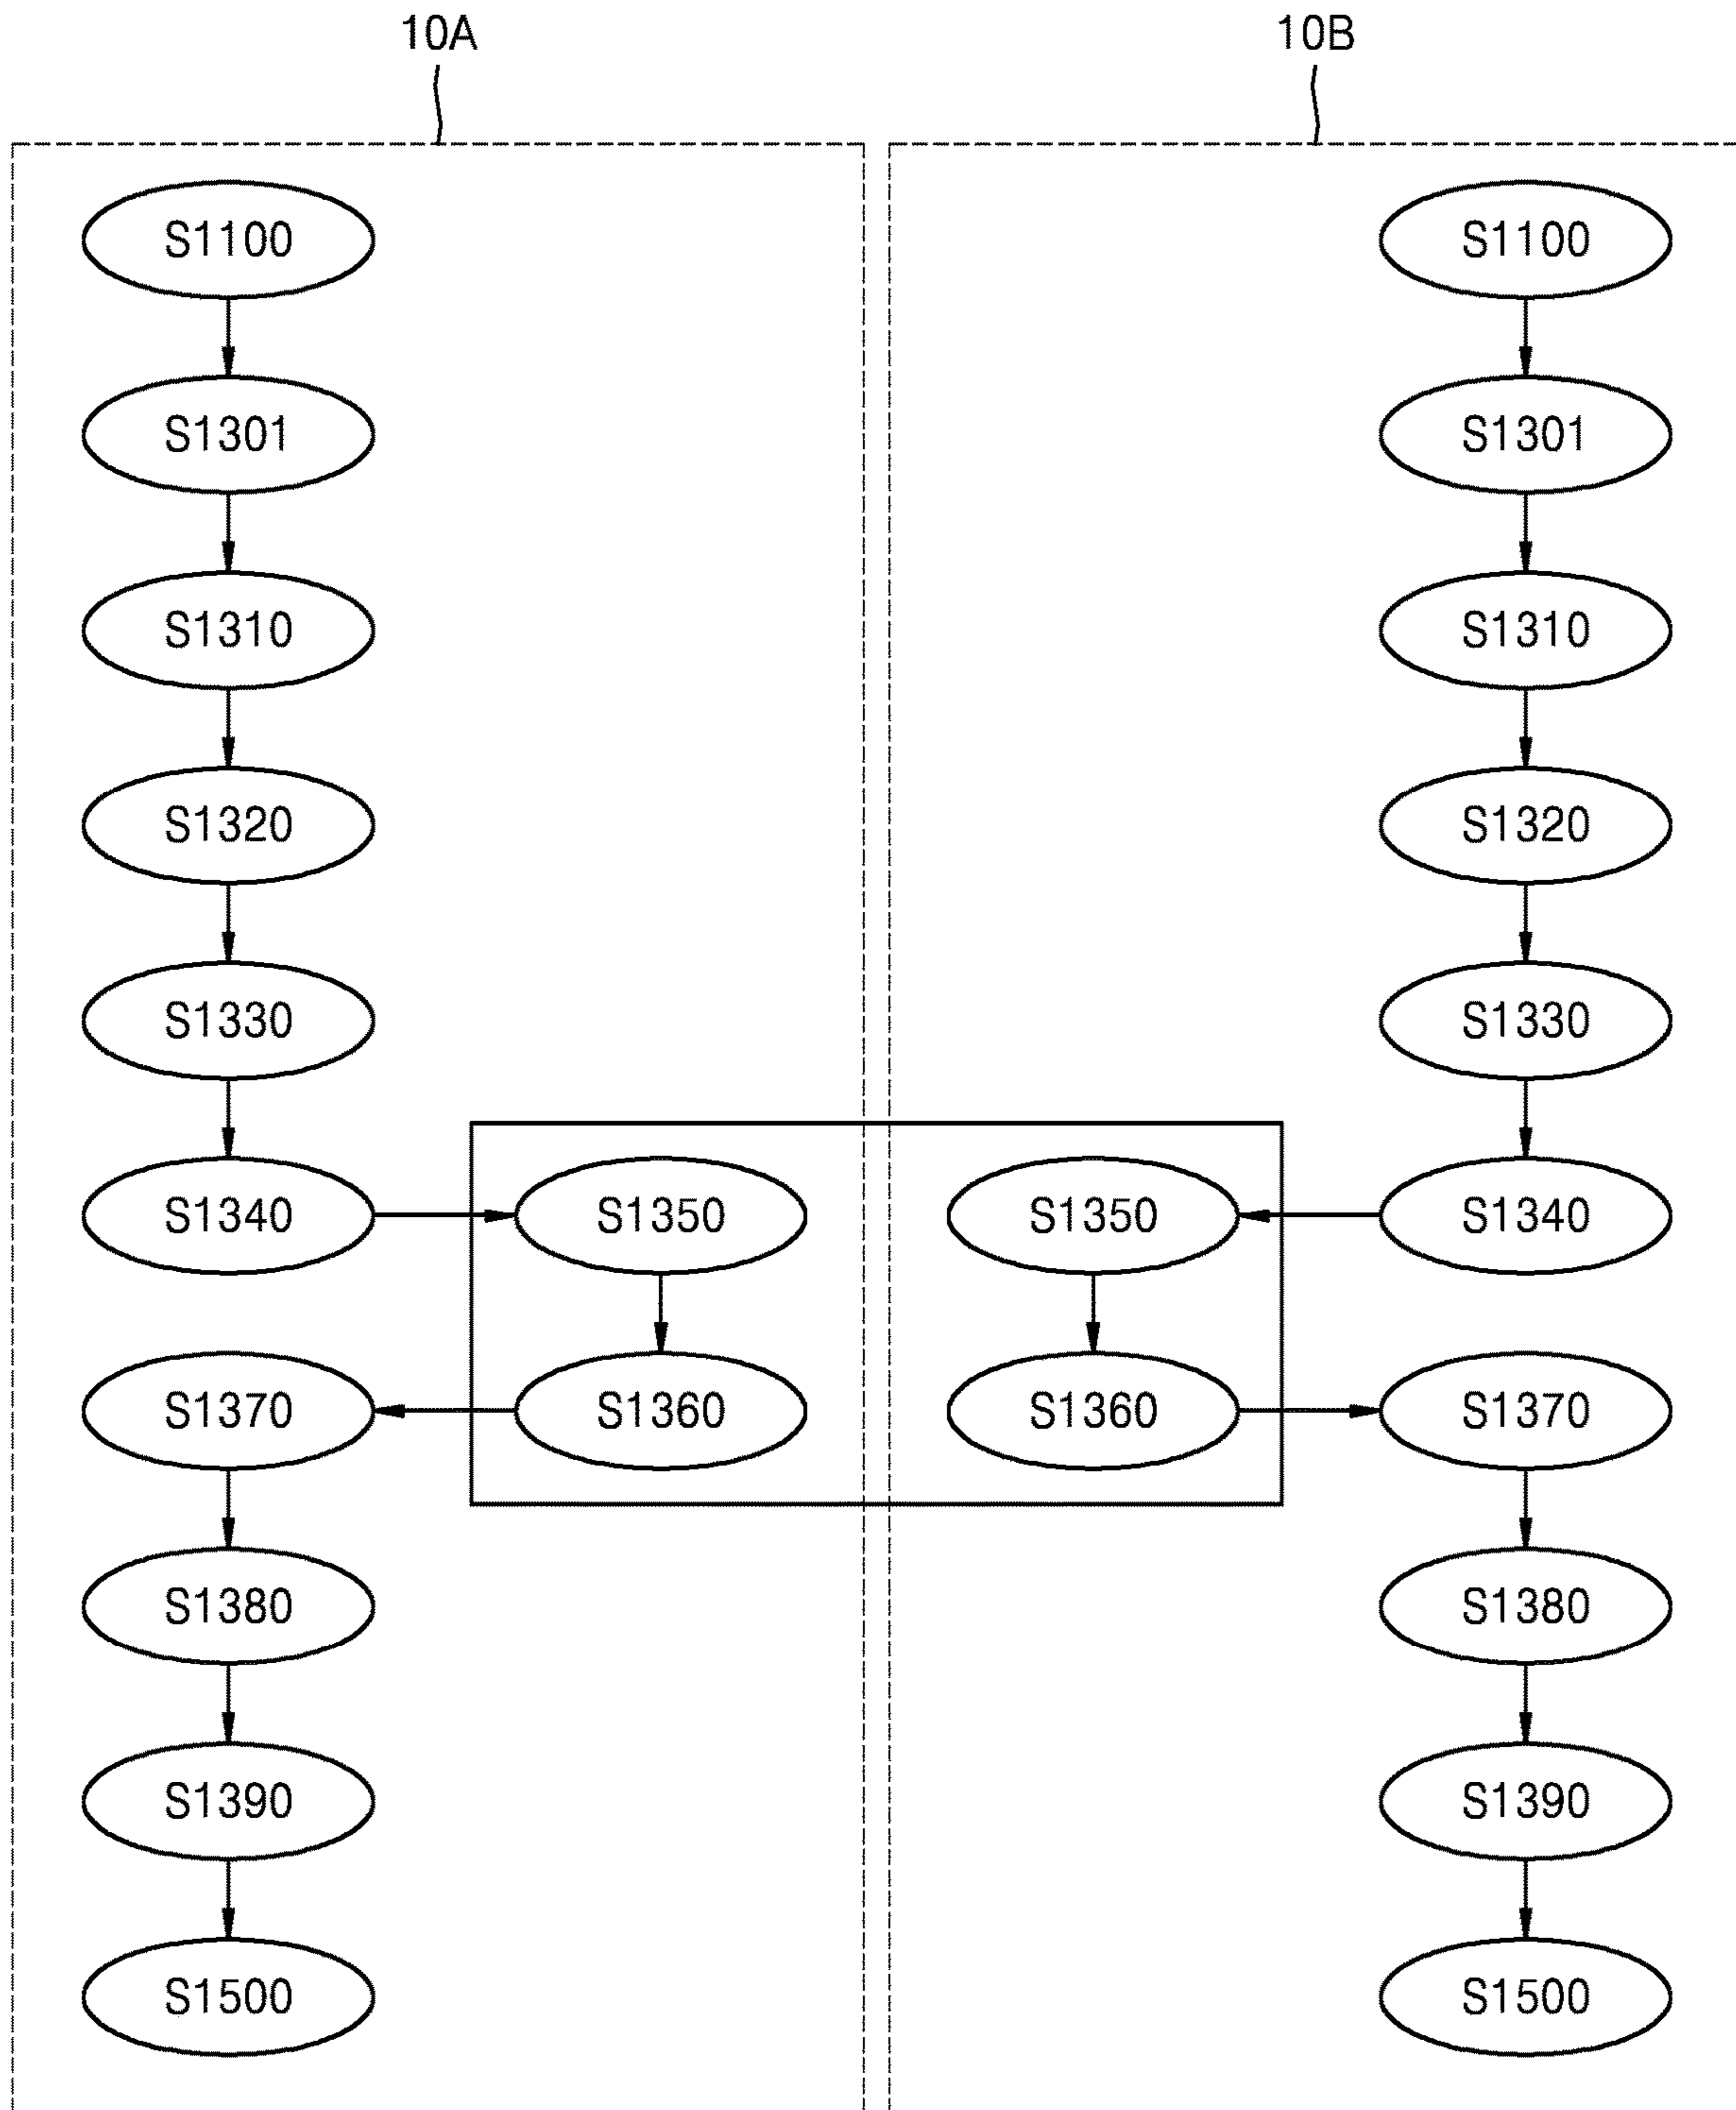 10A 10B
S1100 S1100
S1301 S1301
S1310 S1310
S1320 S1320
S1330 S1330
S1340 S1350 S1350 S1340
S1370 S1360 S1360 S1370
S1380 S1380
S1390 S1390
S1500 S1500